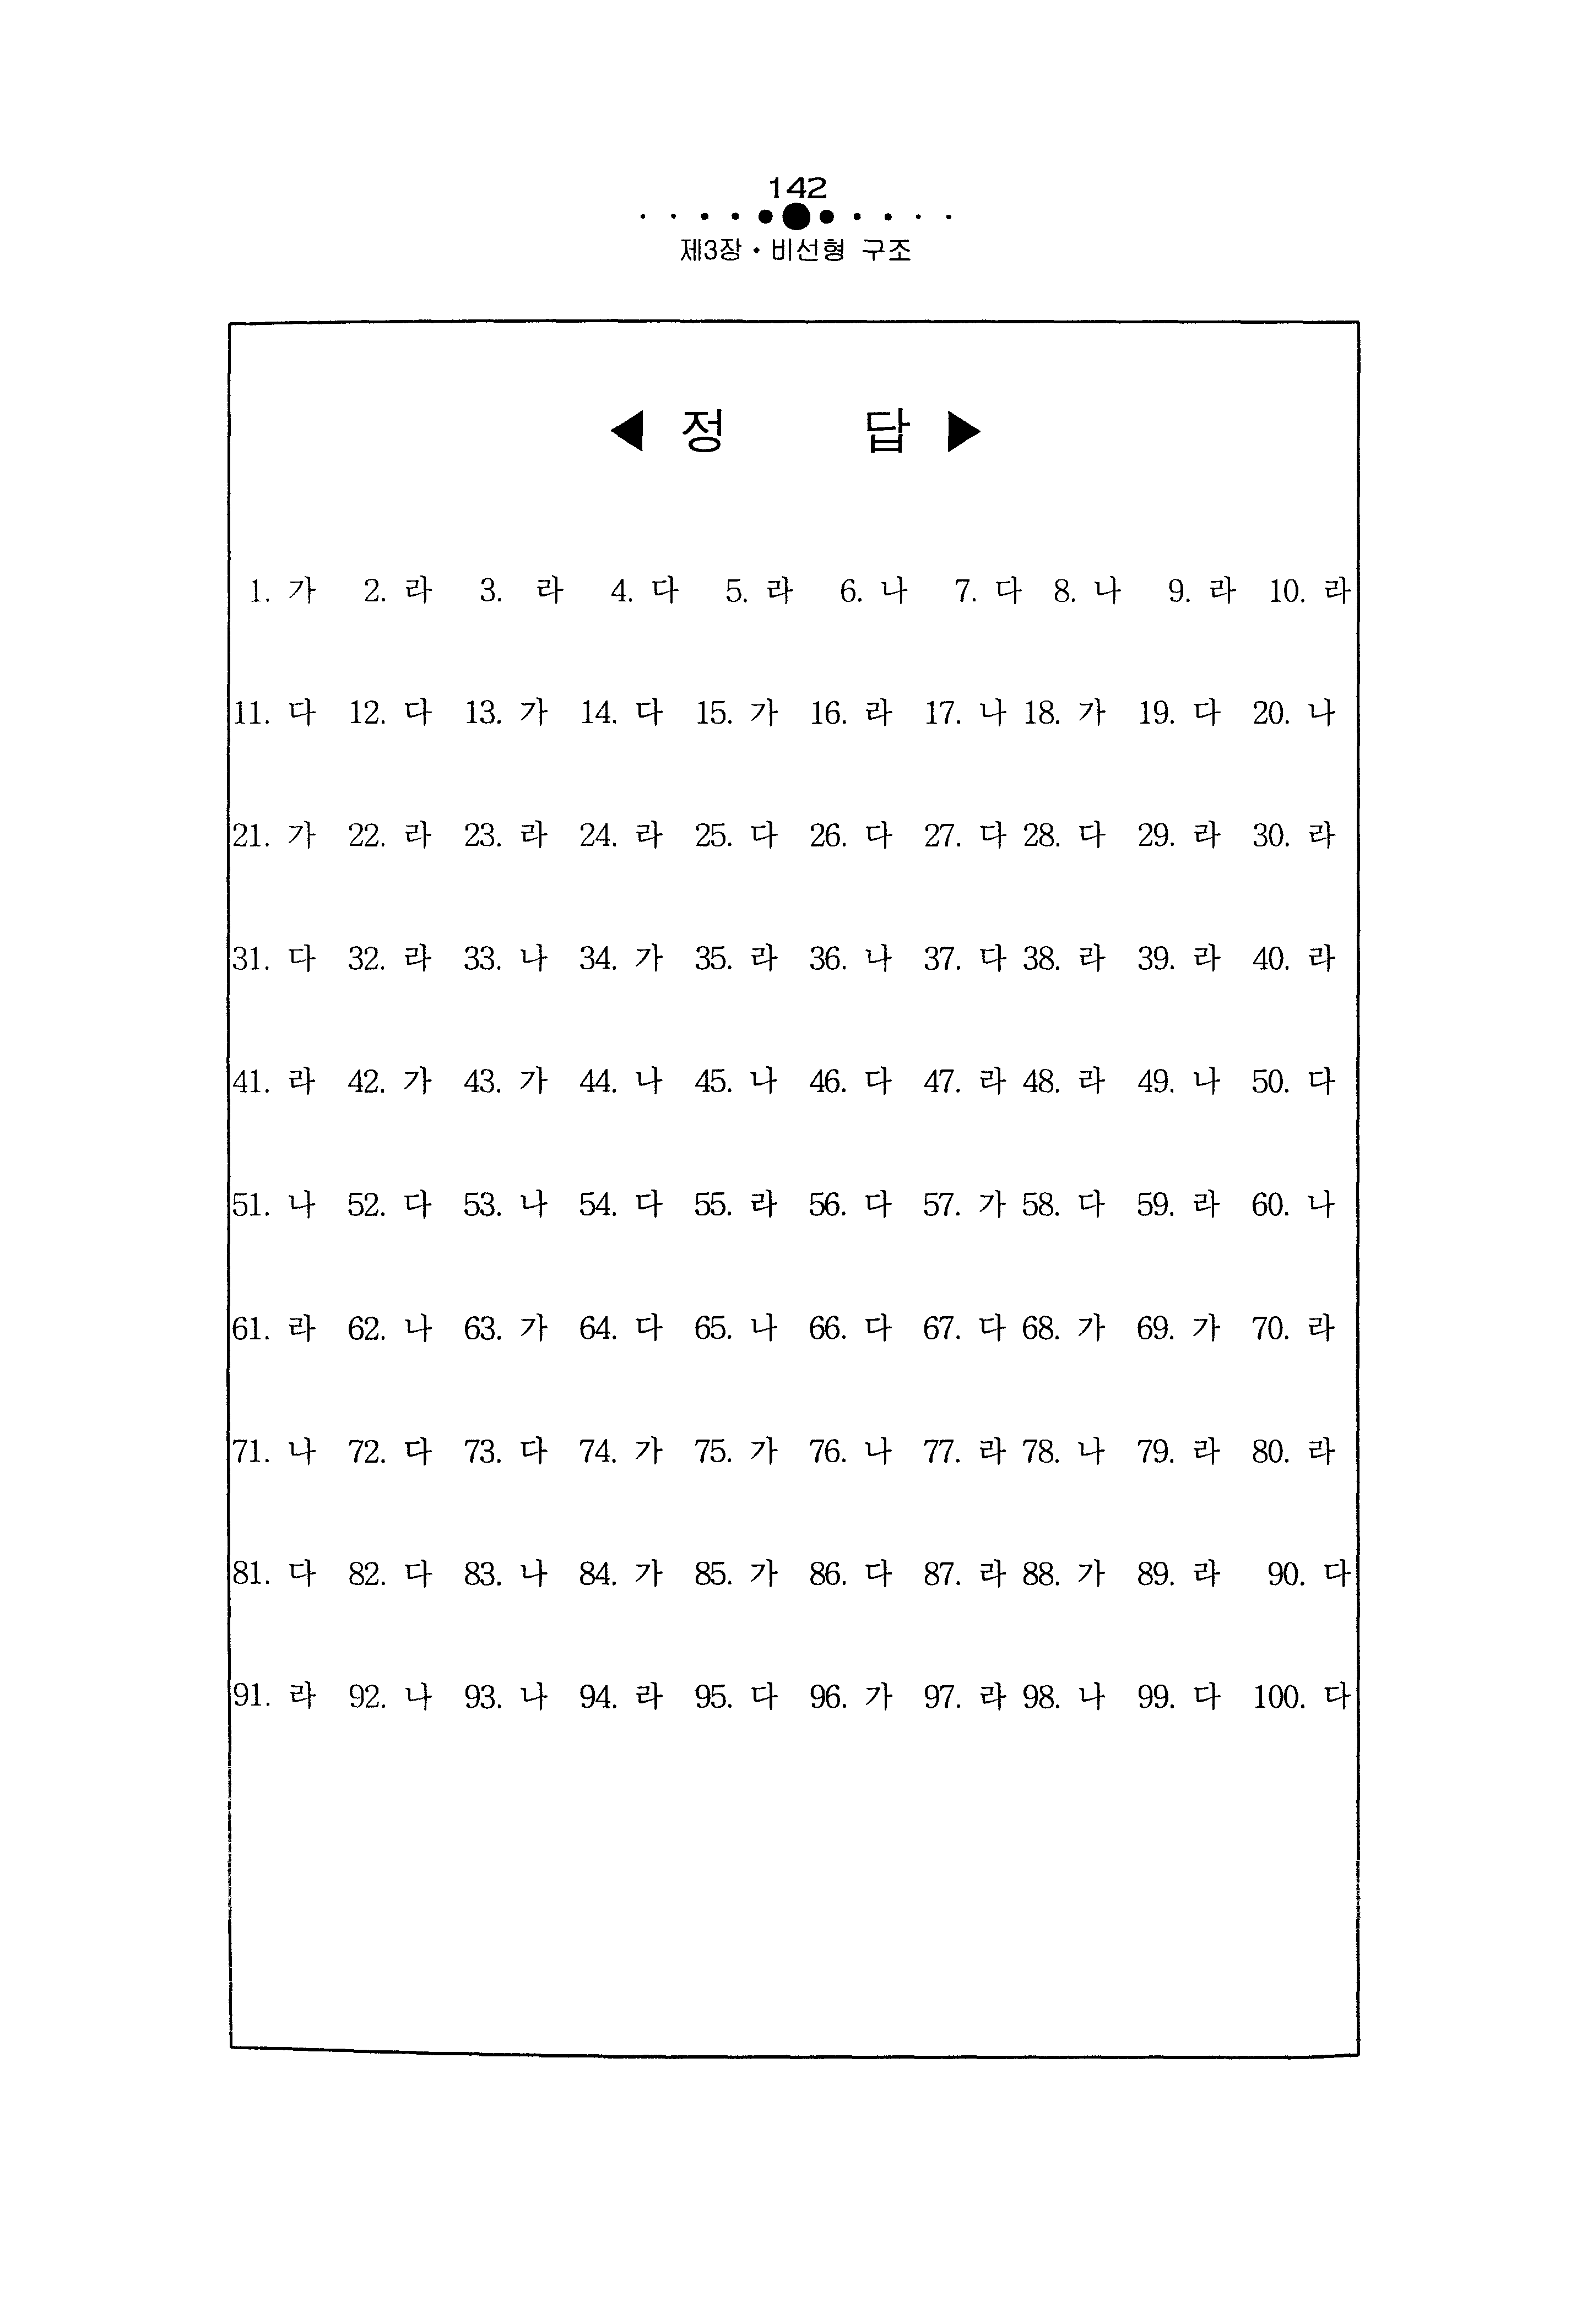 142
제3장 • 비선형 구조
◀ 정 답 ▶
1. 가 2. 라 3. 라 4. 다 5. 라 6. 나 7. 다 8. 나 9. 라 10. 라
11. 다 12. 다 13. 가 14. 다 15. 가 16. 라 17. 나 18. 가 19. 다 20. 나
21. 가 22. 라 23. 라 24. 라 25. 다 26. 다 27. 다 28. 다 29. 라 30. 라
31. 다 32. 라 33. 나 34. 가 35. 라 36. 나 37. 다 38. 라 39. 라 40. 라
41. 라 42. 가 43. 가 44. 나 45. 나 46. 다 47. 라 48. 라 49. 나 50. 다
51. 나 52. 다 53. 나 54. 다 55. 라 56. 다 57. 가 58. 다 59. 라 60. 나
61. 라 62. 나 63. 가 64. 다 65. 나 66. 다 67. 다 68. 가 69. 가 70. 라
71. 나 72. 다 73. 다 74. 가 75. 가 76. 나 77. 라 78. 나 79. 라 80. 라
81. 다 82. 다 83. 나 84. 가 85. 가 86. 다 87. 라 88. 가 89. 라 90. 다
91. 라 92. 나 93. 나 94. 라 95. 다 96. 가 97. 라 98. 나 99. 다 100. 다